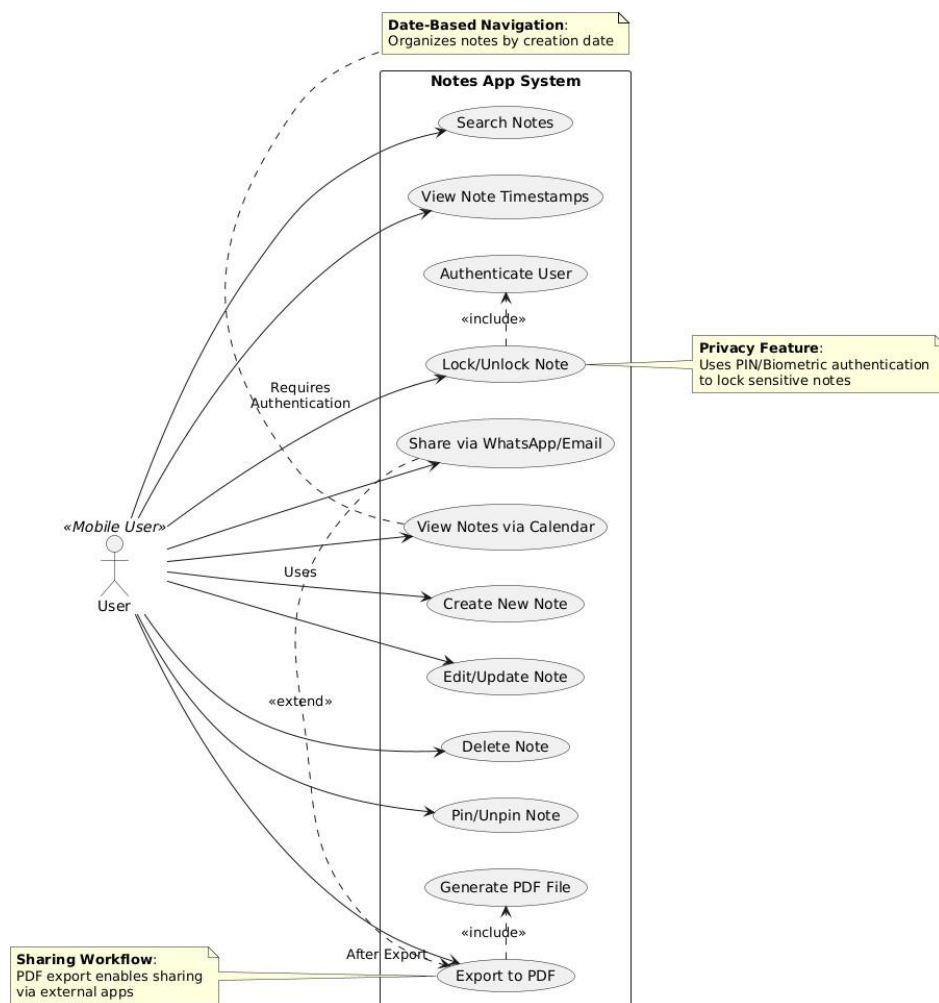 Date-Based Navigation:
Organizes notes by creation date
Notes App System
Search Notes
View Note Timestamps
Authenticate User
«include»
Lock/Unlock Note
Privacy Feature:
Uses PIN/Biometric authentication
to lock sensitive notes
Requires
Authentication
Share via WhatsApp/Email
«Mobile User»
View Notes via Calendar
Uses
User
Create New Note
Edit/Update Note
«extend»
Delete Note
Pin/Unpin Note
Generate PDF File
«include»
After Export
Export to PDF
Sharing Workflow:
PDF export enables sharing
via external apps